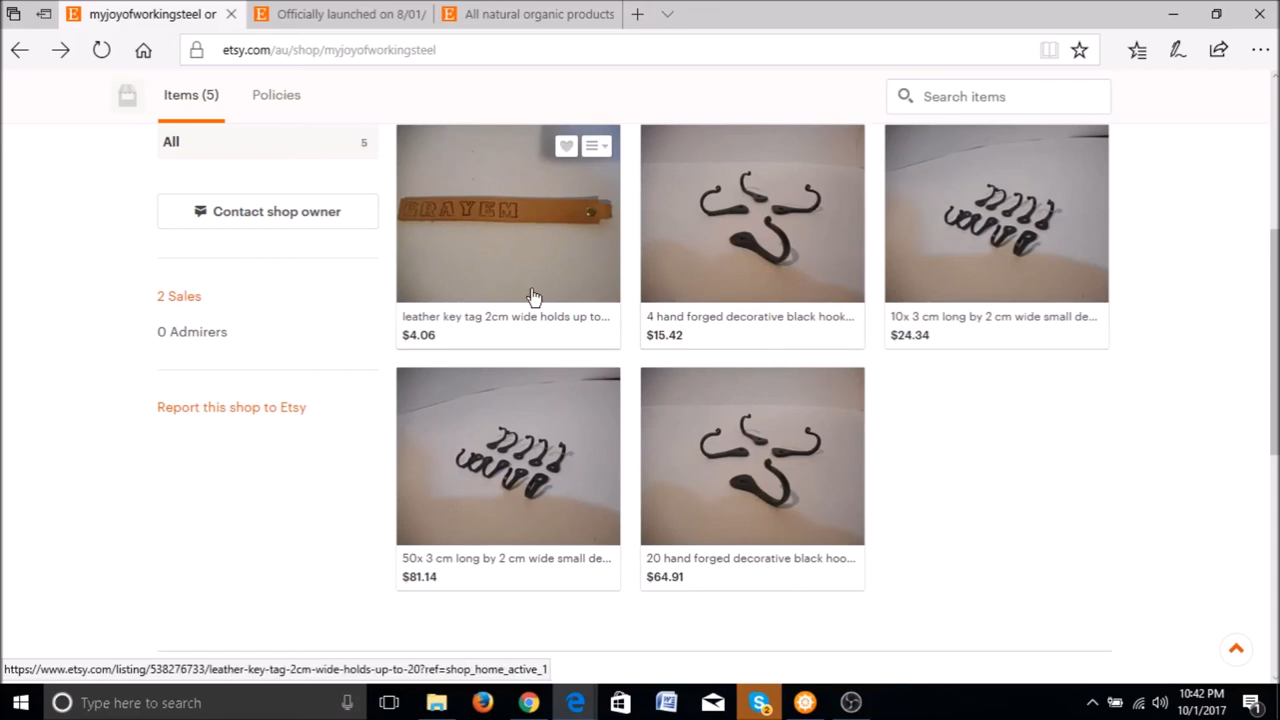 myjoyofworkingsteel or
Officially launched on 8/01/
All natural organic products
etsy.com/au/shop/myjoyofworkingsteel
Items (5)
Policies
Search items
All
5
Contact shop owner
2 Sales
0 Admirers
Report this shop to Etsy
ERAYEM
leather key tag 2cm wide holds up to...
$4.06
4 hand forged decorative black hook...
$15.42
10x 3 cm long by 2 cm wide small de...
$24.34
50x 3 cm long by 2 cm wide small de...
$81.14
20 hand forged decorative black hoo...
$64.91
https://www.etsy.com/listing/538276733/leather-key-tag-2cm-wide-holds-up-to-20?ref=shop_home_active_1
Type here to search
2
10:42 PM
10/1/2017
1